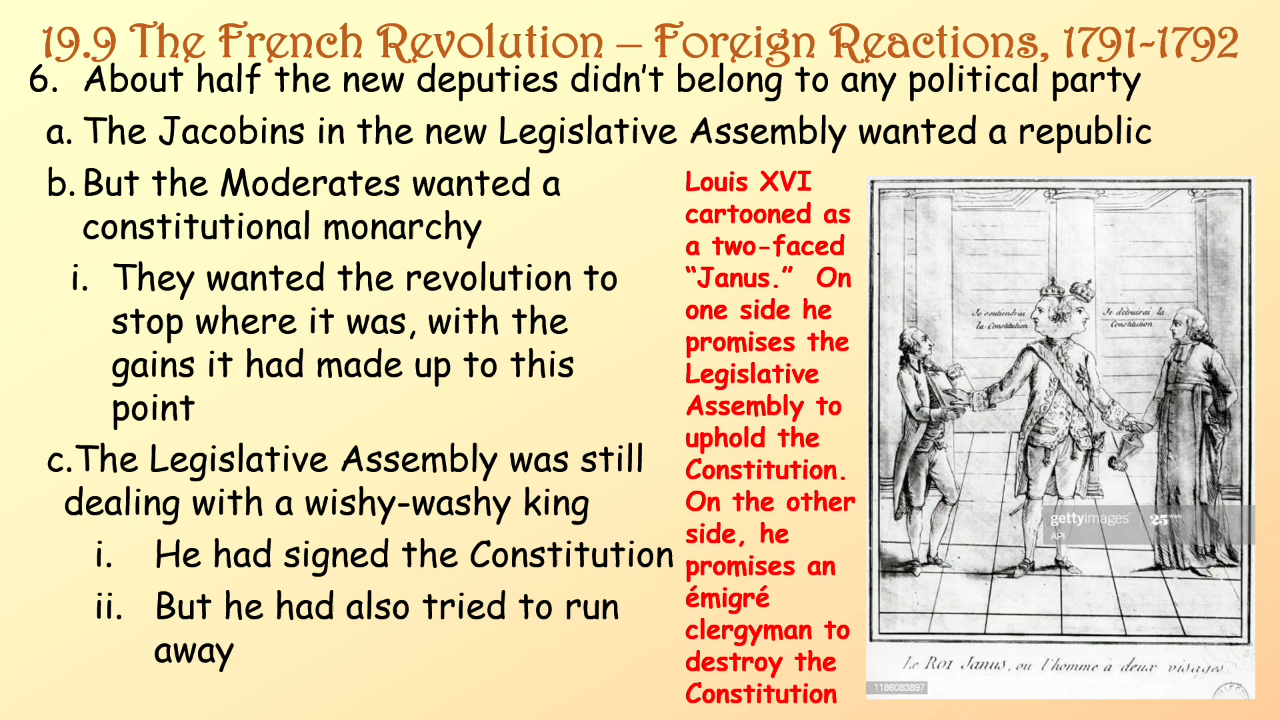 19.9 The French Revolution – Foreign Reactions, 1791-1792
6. About half the new deputies didn't belong to any political party
a. The Jacobins in the new Legislative Assembly wanted a republic
b. But the Moderates wanted a
constitutional monarchy
i. They wanted the revolution to
stop where it was, with the
gains it had made up to this
point
c.The Legislative Assembly was still
dealing with a wishy-washy king
i. He had signed the Constitution
ii. But he had also tried to run
away
Louis XVI
cartooned as
a two-faced
“Janus.” On
one side he
promises the
Legislative
Assembly to
uphold the
Constitution.
On the other
side, he
promises an
émigré
clergyman to
destroy the
Constitution
Je soutiendrai
la Constitution
Je détruirai la
Constitution
gettyimages
API
Le Roi Janus, ou l'homme à deux visages.
1186083897